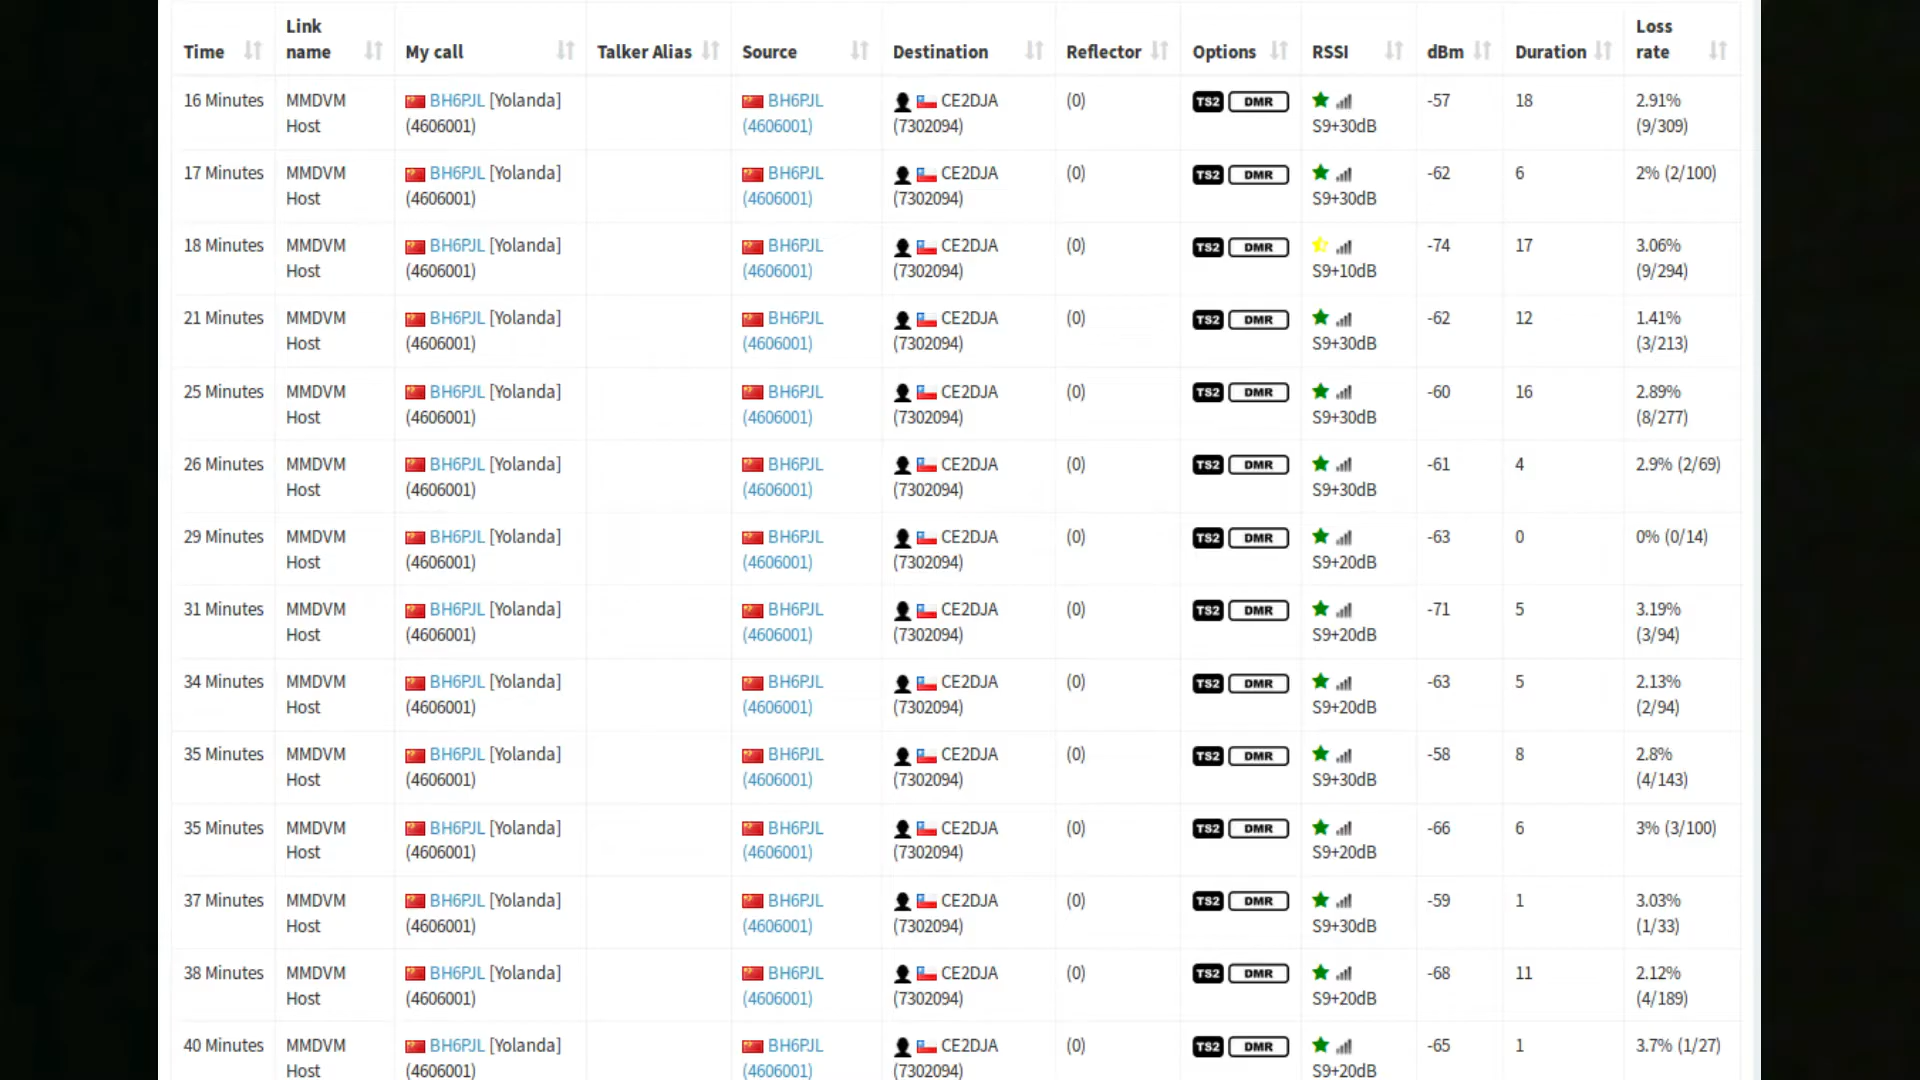 Time Link name My call Talker Alias Source Destination Reflector Options RSSI dBm Duration Loss rate
16 Minutes MMDVM Host BH6PJL [Yolanda] (4606001) BH6PJL (4606001) CE2DJA (7302094) (0) TS2 DMR S9+30dB -57 18 2.91% (9/309)
17 Minutes MMDVM Host BH6PJL [Yolanda] (4606001) BH6PJL (4606001) CE2DJA (7302094) (0) TS2 DMR S9+30dB -62 6 2% (2/100)
18 Minutes MMDVM Host BH6PJL [Yolanda] (4606001) BH6PJL (4606001) CE2DJA (7302094) (0) TS2 DMR S9+10dB -74 17 3.06% (9/294)
21 Minutes MMDVM Host BH6PJL [Yolanda] (4606001) BH6PJL (4606001) CE2DJA (7302094) (0) TS2 DMR S9+30dB -62 12 1.41% (3/213)
25 Minutes MMDVM Host BH6PJL [Yolanda] (4606001) BH6PJL (4606001) CE2DJA (7302094) (0) TS2 DMR S9+30dB -60 16 2.89% (8/277)
26 Minutes MMDVM Host BH6PJL [Yolanda] (4606001) BH6PJL (4606001) CE2DJA (7302094) (0) TS2 DMR S9+30dB -61 4 2.9% (2/69)
29 Minutes MMDVM Host BH6PJL [Yolanda] (4606001) BH6PJL (4606001) CE2DJA (7302094) (0) TS2 DMR S9+20dB -63 0 0% (0/14)
31 Minutes MMDVM Host BH6PJL [Yolanda] (4606001) BH6PJL (4606001) CE2DJA (7302094) (0) TS2 DMR S9+20dB -71 5 3.19% (3/94)
34 Minutes MMDVM Host BH6PJL [Yolanda] (4606001) BH6PJL (4606001) CE2DJA (7302094) (0) TS2 DMR S9+20dB -63 5 2.13% (2/94)
35 Minutes MMDVM Host BH6PJL [Yolanda] (4606001) BH6PJL (4606001) CE2DJA (7302094) (0) TS2 DMR S9+30dB -58 8 2.8% (4/143)
35 Minutes MMDVM Host BH6PJL [Yolanda] (4606001) BH6PJL (4606001) CE2DJA (7302094) (0) TS2 DMR S9+20dB -66 6 3% (3/100)
37 Minutes MMDVM Host BH6PJL [Yolanda] (4606001) BH6PJL (4606001) CE2DJA (7302094) (0) TS2 DMR S9+30dB -59 1 3.03% (1/33)
38 Minutes MMDVM Host BH6PJL [Yolanda] (4606001) BH6PJL (4606001) CE2DJA (7302094) (0) TS2 DMR S9+20dB -68 11 2.12% (4/189)
40 Minutes MMDVM Host BH6PJL [Yolanda] (4606001) BH6PJL (4606001) CE2DJA (7302094) (0) TS2 DMR S9+20dB -65 1 3.7% (1/27)